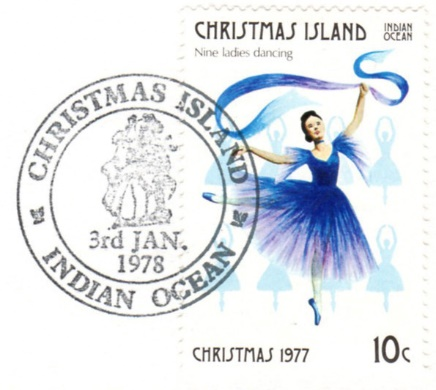 CHRISTMAS ISLAND
INDIAN OCEAN
Nine ladies dancing
CHRISTMAS ISLAND
3rd JAN.
1978
INDIAN OCEAN
CHRISTMAS 1977
10c